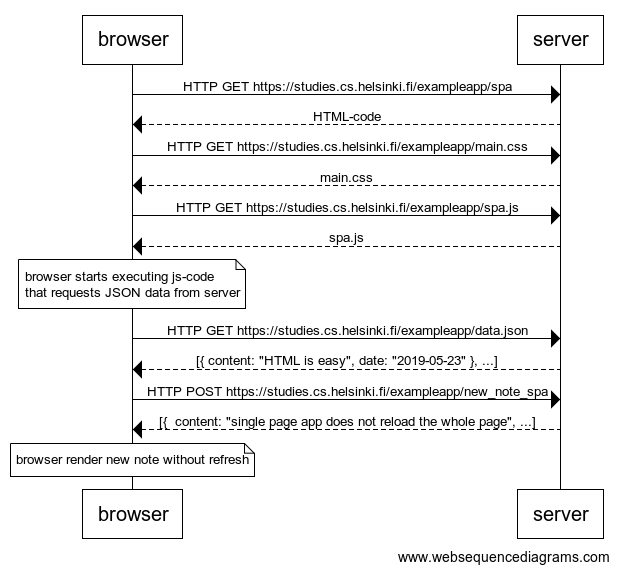 browser
server
HTTP GET https://studies.cs.helsinki.fi/exampleapp/spa
HTML-code
HTTP GET https://studies.cs.helsinki.fi/exampleapp/main.css
main.css
HTTP GET https://studies.cs.helsinki.fi/exampleapp/spa.js
spa.js
browser starts executing js-code
that requests JSON data from server
HTTP GET https://studies.cs.helsinki.fi/exampleapp/data.json
[{ content: "HTML is easy", date: "2019-05-23" }, ...]
HTTP POST https://studies.cs.helsinki.fi/exampleapp/new_note_spa
[{  content: "single page app does not reload the whole page", ...]
browser render new note without refresh
browser
server
www.websequencediagrams.com